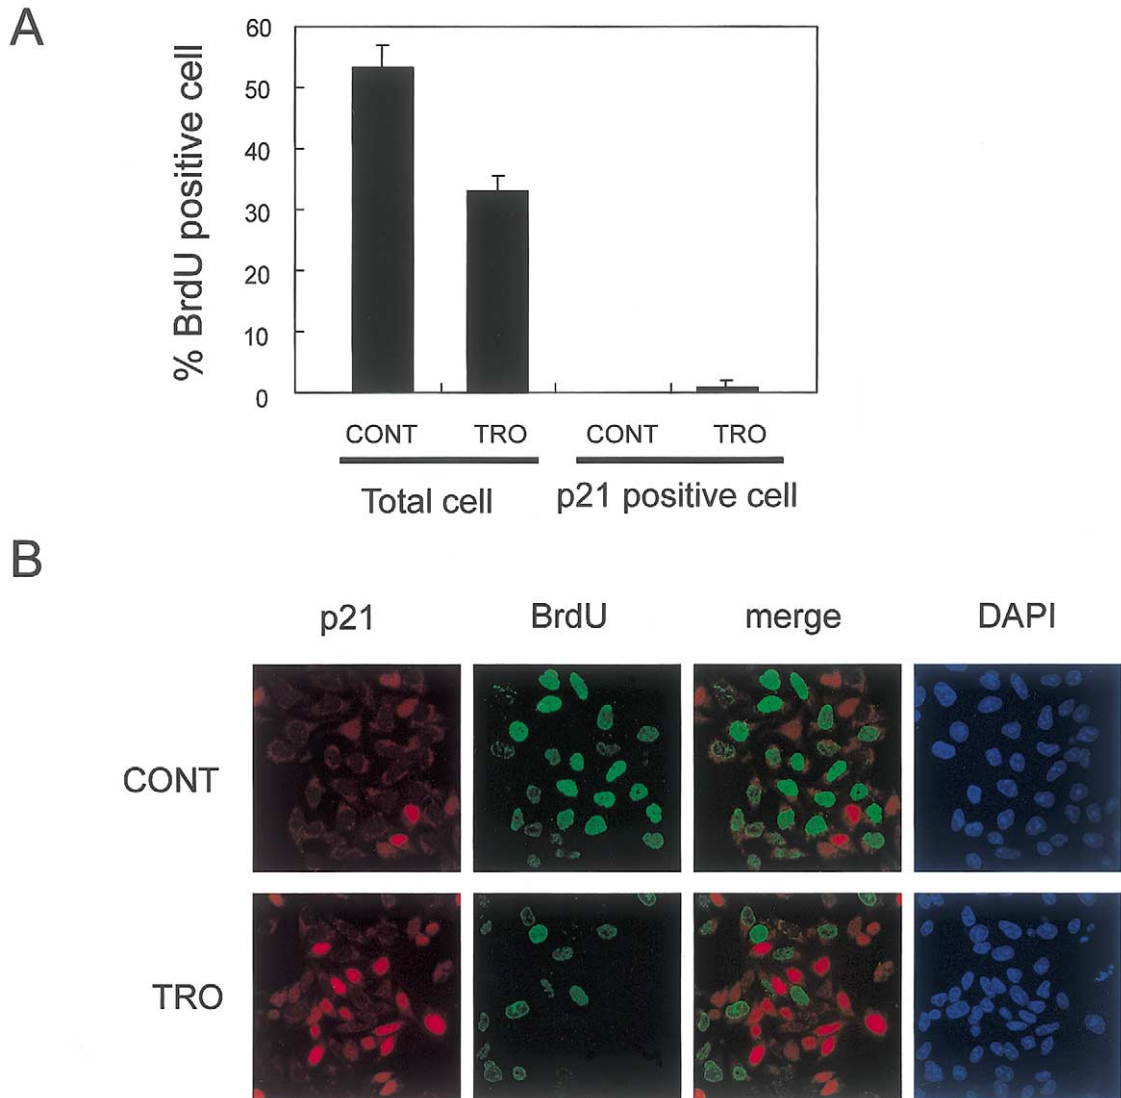 A
% BrdU positive cell
60
50
40
30
20
10
0
CONT TRO CONT TRO
Total cell p21 positive cell
B
p21 BrdU merge DAPI
CONT
TRO